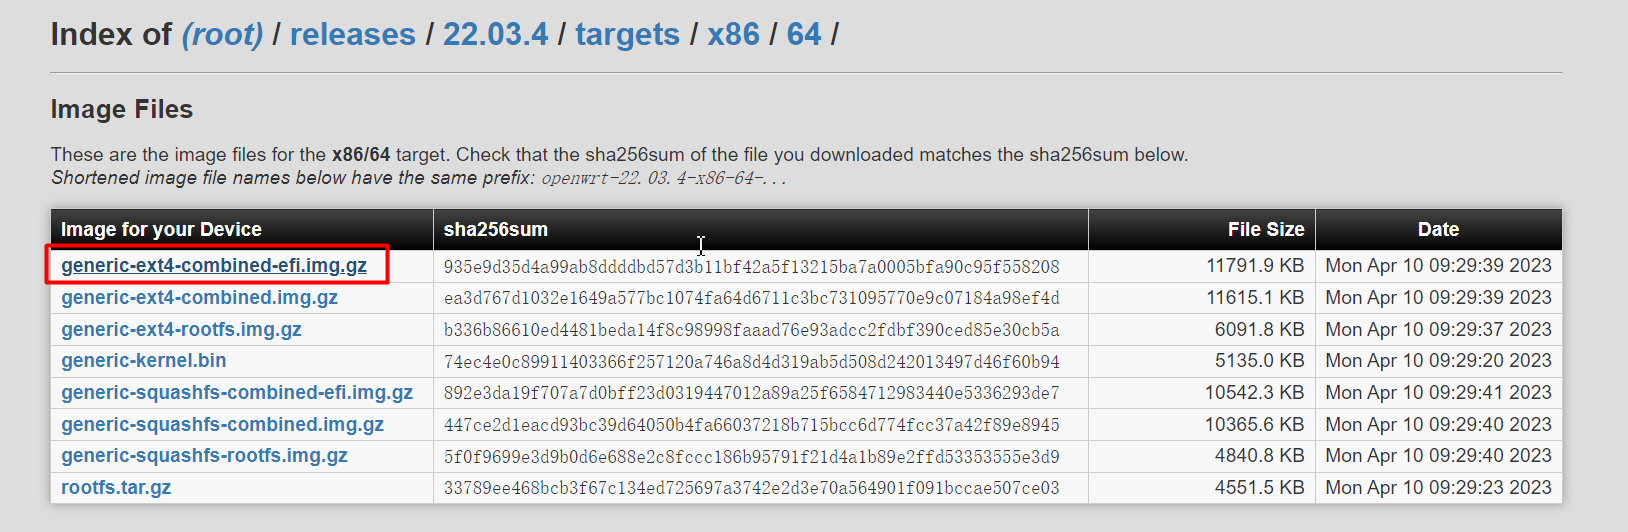 Index of (root) / releases / 22.03.4 / targets / x86 / 64 /
Image Files
These are the image files for the x86/64 target. Check that the sha256sum of the file you downloaded matches the sha256sum below.
Shortened image file names below have the same prefix: openwrt-22.03.4-x86-64-...
Image for your Device sha256sum File Size Date
generic-ext4-combined-efi.img.gz 935e9d35d4a99ab8ddddbd57d3b11bf42a5f13215ba7a0005bfa90c95f558208 11791.9 KB Mon Apr 10 09:29:39 2023
generic-ext4-combined.img.gz ea3d767d1032e1649a577bc1074fa64d6711c3bc731095770e9c07184a98ef4d 11615.1 KB Mon Apr 10 09:29:39 2023
generic-ext4-rootfs.img.gz b336b86610ed4481beda14f8c98998faaad76e93adcc2fdbf390ced85e30cb5a 6091.8 KB Mon Apr 10 09:29:37 2023
generic-kernel.bin 74ec4e0c89911403366f257120a746a8d4d319ab5d508d242013497d46f60b94 5135.0 KB Mon Apr 10 09:29:20 2023
generic-squashfs-combined-efi.img.gz 892e3da19f707a7d0bff23d0319447012a89a25f6584712983440e5336293de7 10542.3 KB Mon Apr 10 09:29:41 2023
generic-squashfs-combined.img.gz 447ce2d1eacd93bc39d64050b4fa66037218b715bcc6d774fcc37a42f89e8945 10365.6 KB Mon Apr 10 09:29:40 2023
generic-squashfs-rootfs.img.gz 5f0f9699e3d9b0d6e688e2c8fccc186b95791f21d4a1b89e2ffd53353555e3d9 4840.8 KB Mon Apr 10 09:29:40 2023
rootfs.tar.gz 33789ee468bcb3f67c134ed725697a3742e2d3e70a564901f091bccae507ce03 4551.5 KB Mon Apr 10 09:29:23 2023